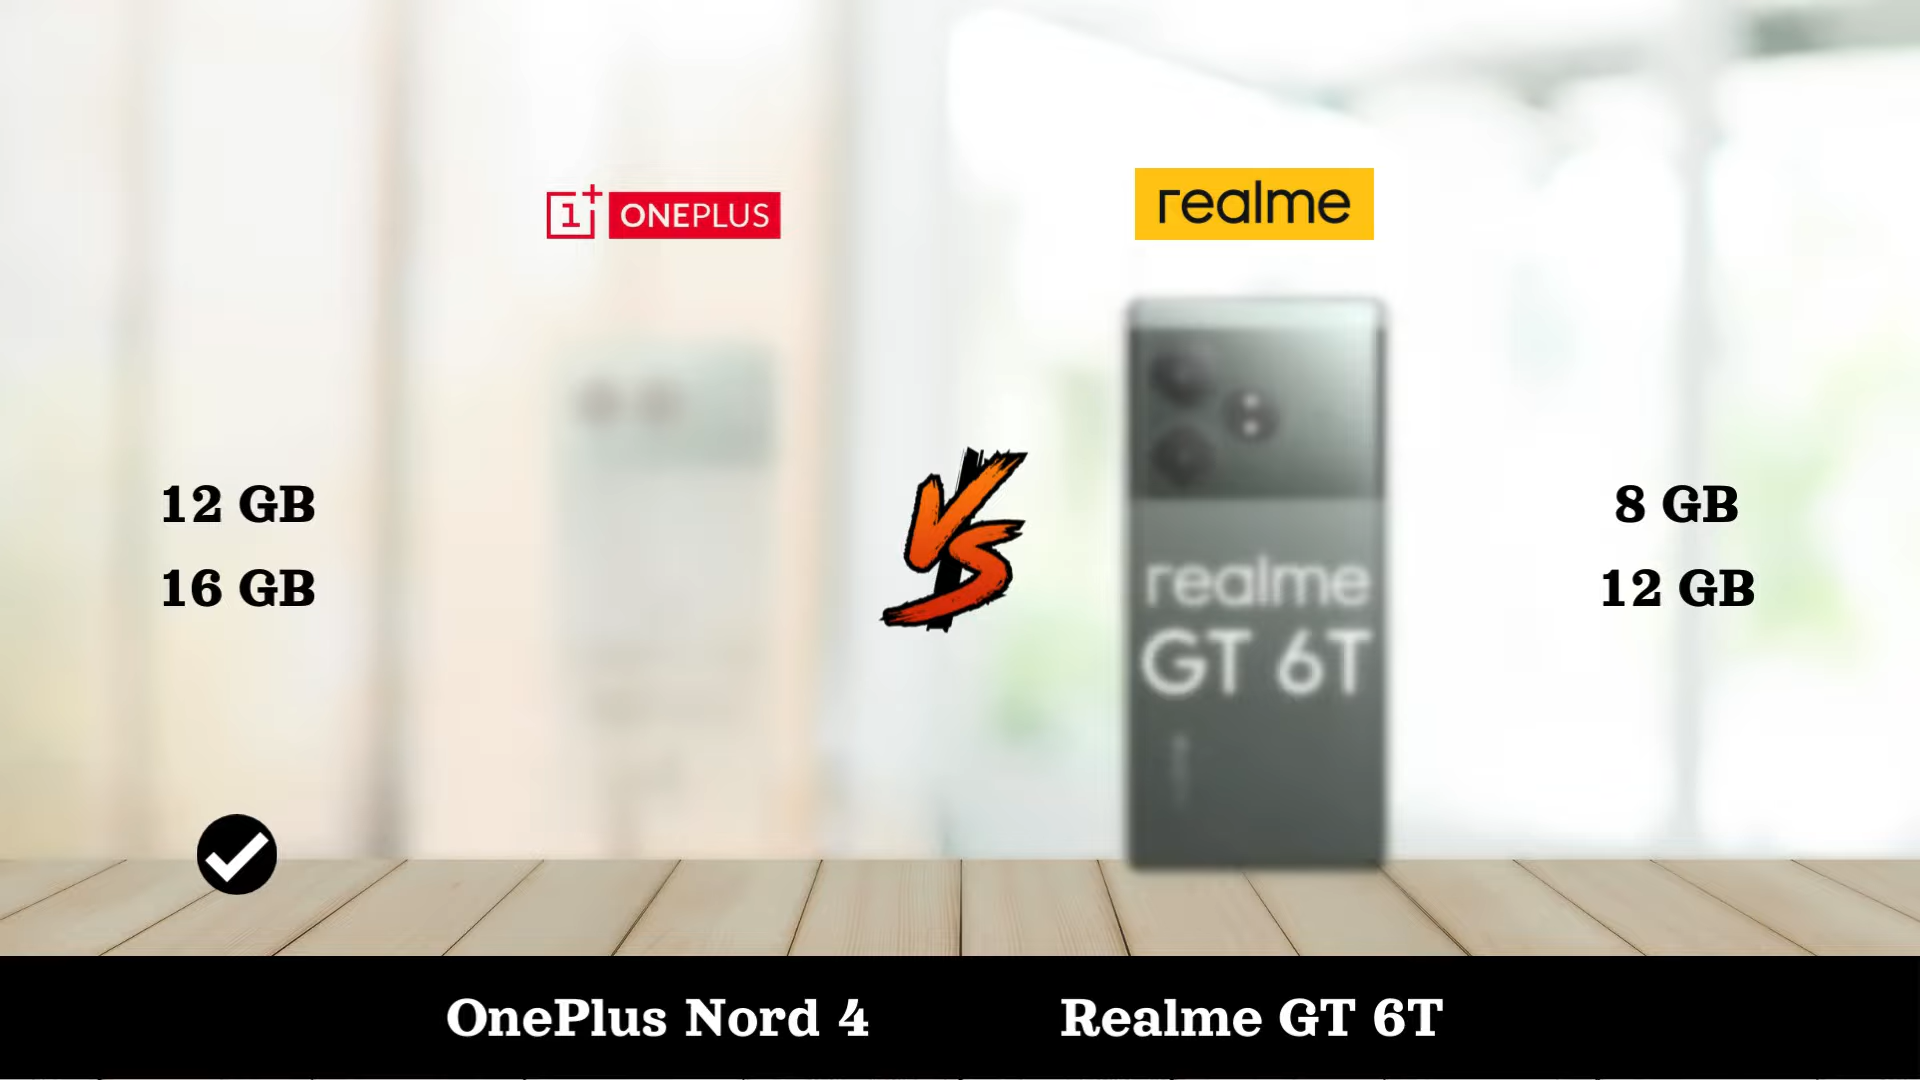 1+ ONEPLUS
realme
12 GB
16 GB
VS
8 GB
12 GB
realme
GT 6T
OnePlus Nord 4
Realme GT 6T